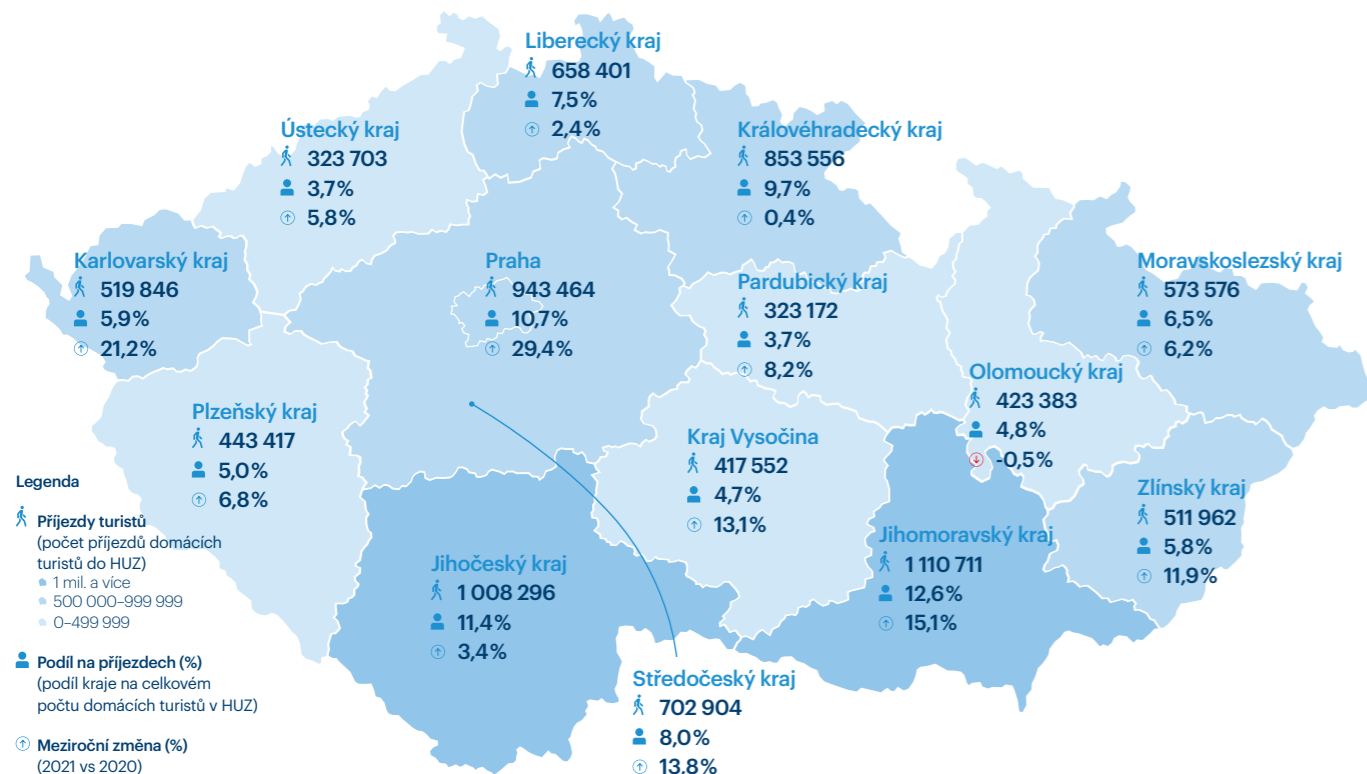 Liberecký kraj
658 401
7,5%
2,4%
Ústecký kraj
323 703
3,7%
5,8%
Královéhradecký kraj
853 556
9,7%
0,4%
Karlovarský kraj
519 846
5,9%
21,2%
Praha
943 464
10,7%
29,4%
Pardubický kraj
323 172
3,7%
8,2%
Moravskoslezský kraj
573 576
6,5%
6,2%
Olomoucký kraj
423 383
4,8%
-0,5%
Plzeňský kraj
443 417
5,0%
6,8%
Kraj Vysočina
417 552
4,7%
13,1%
Zlínský kraj
511 962
5,8%
11,9%
Jihočeský kraj
1 008 296
11,4%
3,4%
Jihomoravský kraj
1 110 711
12,6%
15,1%
Středočeský kraj
702 904
8,0%
13,8%
Legenda
Příjezdy turistů
(počet příjezdů domácích
turistů do HUZ)
1 mil. a více
500 000–999 999
0–499 999
Podíl na příjezdech (%)
(podíl kraje na celkovém
počtu domácích turistů v HUZ)
Meziroční změna (%)
(2021 vs 2020)